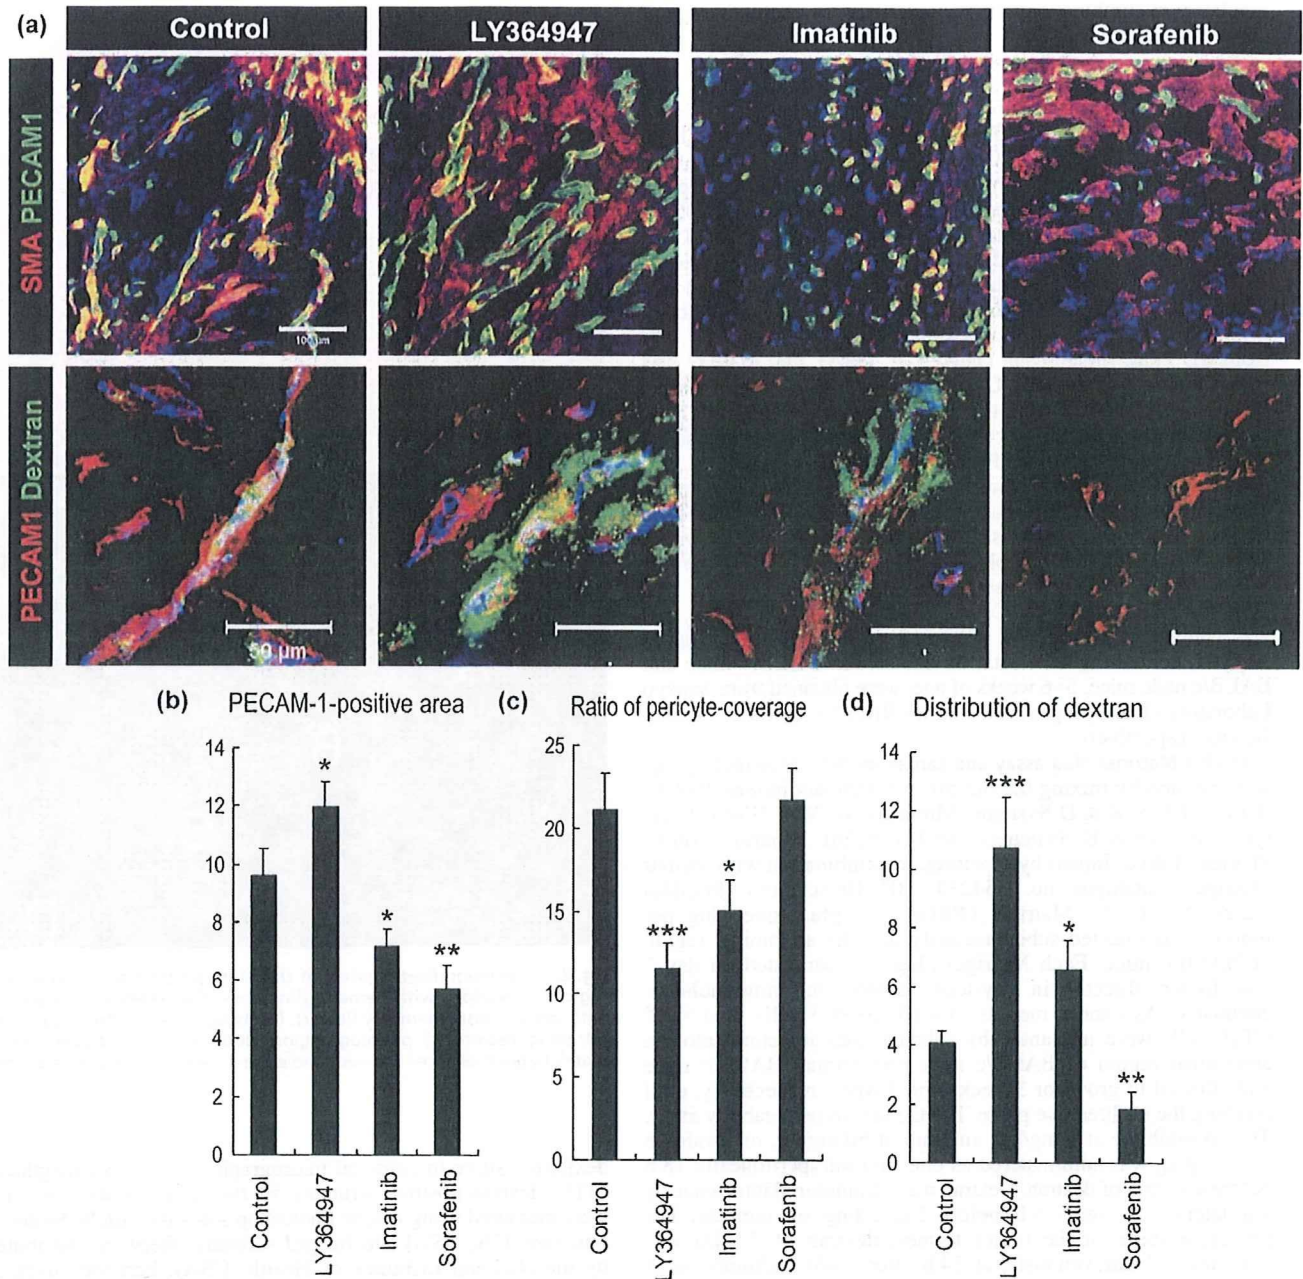 (a)
Control LY364947 Imatinib Sorafenib
SMA PECAM1
100 µm
PECAM1 Dextran
50 µm
(b) PECAM-1-positive area
14
12
10
8
6
4
2
0
*
*
**
Control
LY364947
Imatinib
Sorafenib
(c) Ratio of pericyte-coverage
25
20
15
10
5
0
***
*
Control
LY364947
Imatinib
Sorafenib
(d) Distribution of dextran
14
12
10
8
6
4
2
0
***
*
**
Control
LY364947
Imatinib
Sorafenib